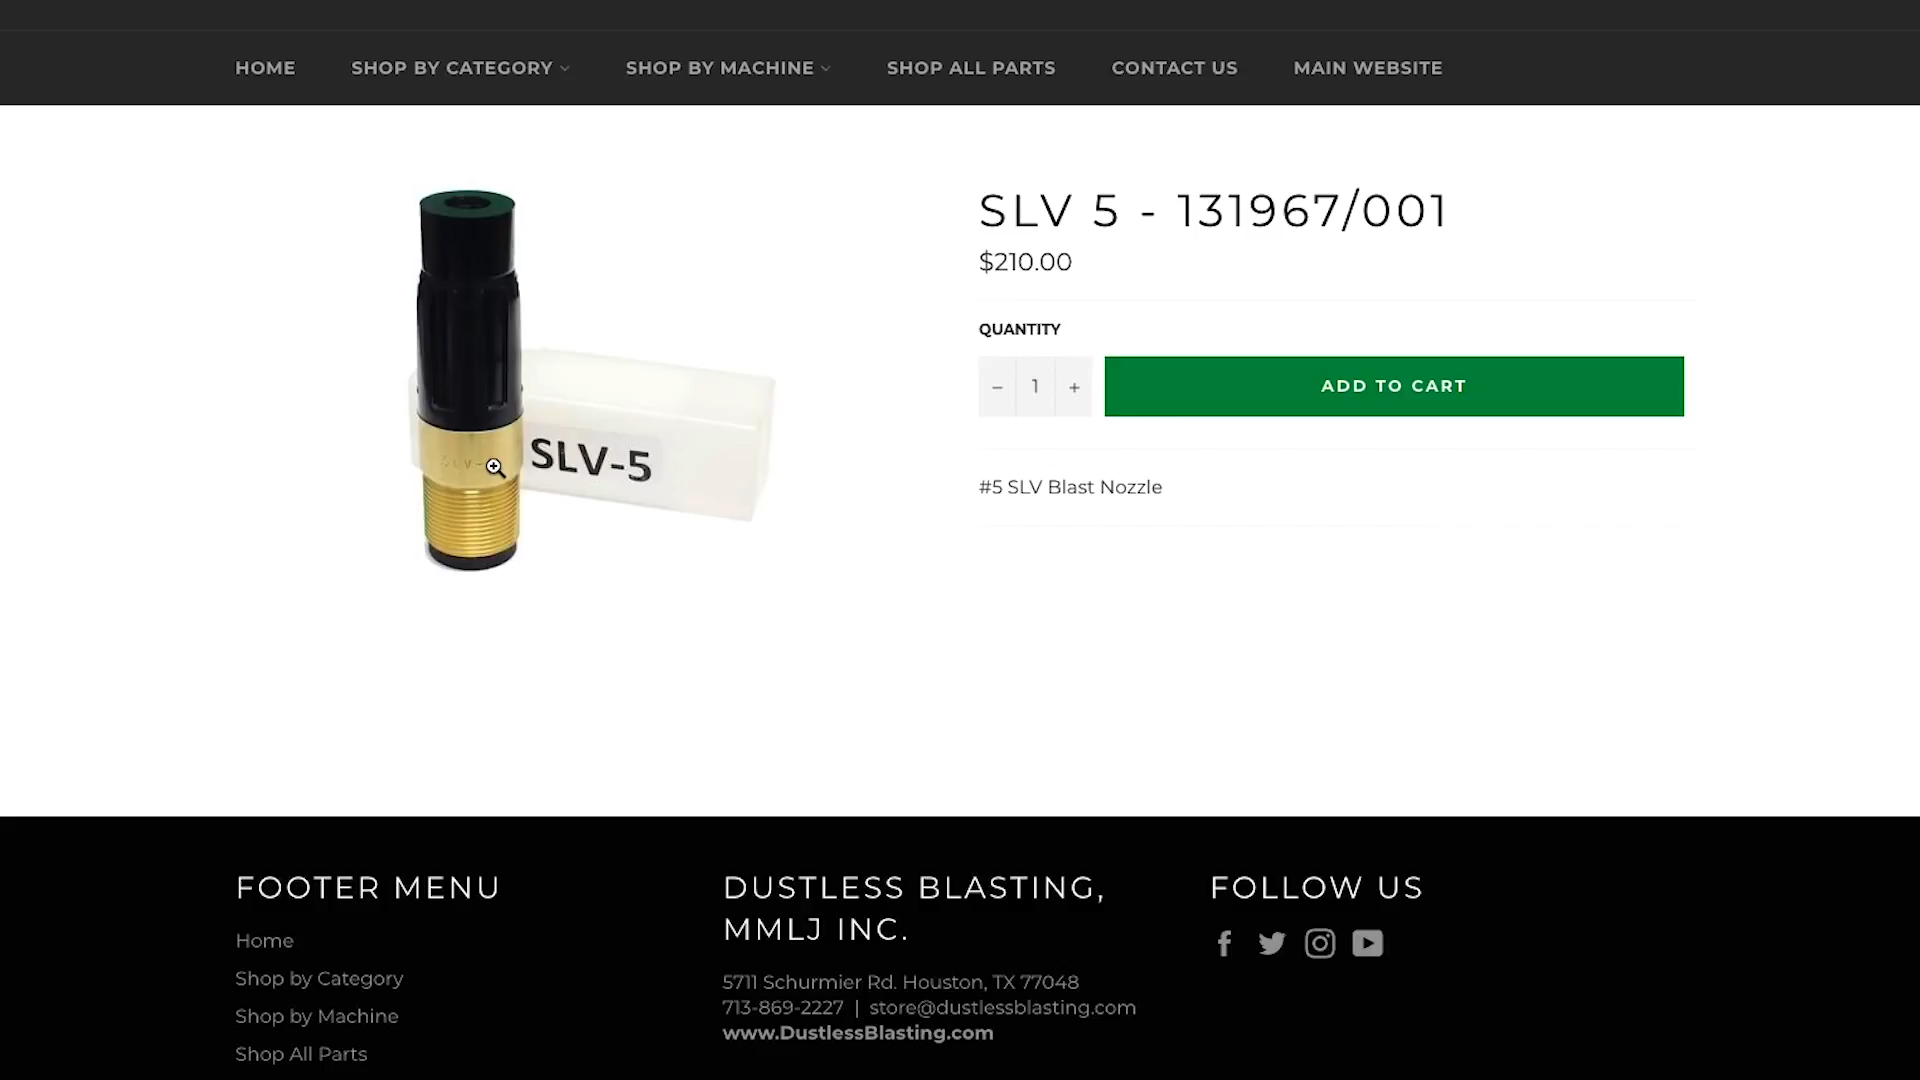 HOME SHOP BY CATEGORY SHOP BY MACHINE SHOP ALL PARTS CONTACT US MAIN WEBSITE
SLV-5
SLV 5 - 131967/001
$210.00
QUANTITY
− 1 + ADD TO CART
#5 SLV Blast Nozzle
FOOTER MENU
Home
Shop by Category
Shop by Machine
Shop All Parts
DUSTLESS BLASTING,
MMLJ INC.
5711 Schurmier Rd. Houston, TX 77048
713-869-2227 | store@dustlessblasting.com
www.DustlessBlasting.com
FOLLOW US